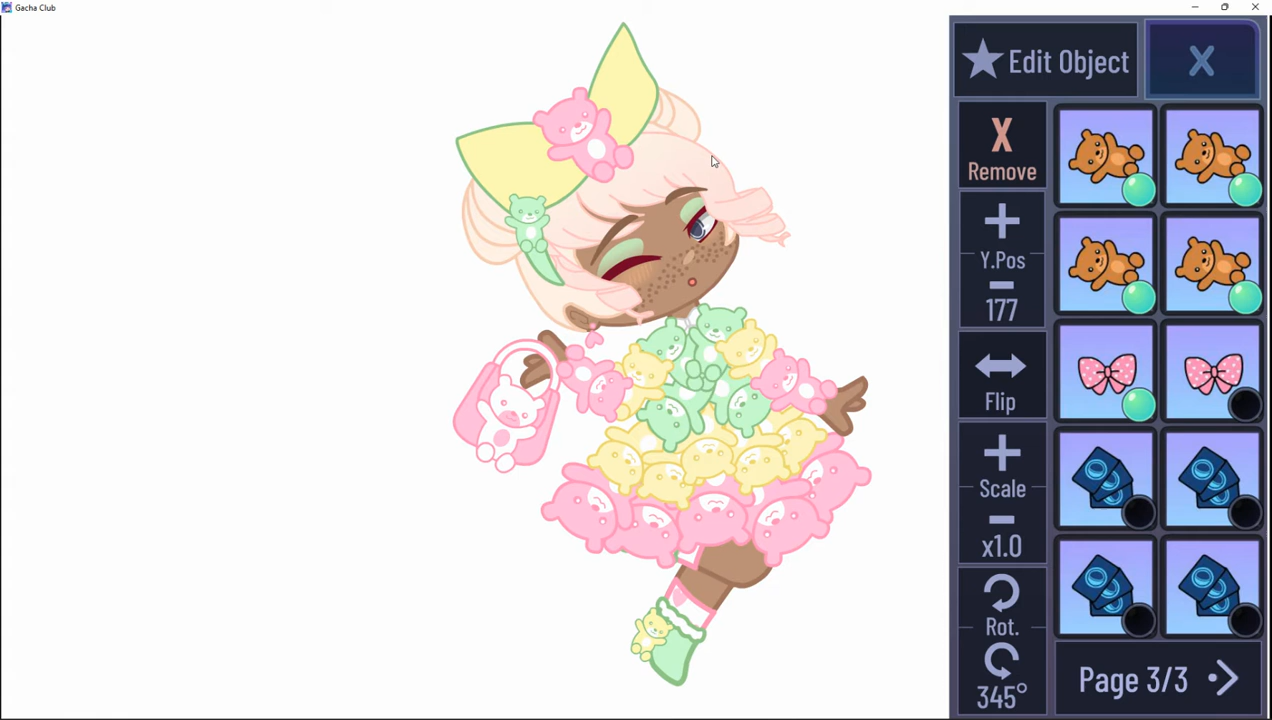 Gacha Club
Edit Object
X
X
Remove
+
Y.Pos
177
Flip
+
Scale
x1.0
Rot.
345°
Page 3/3